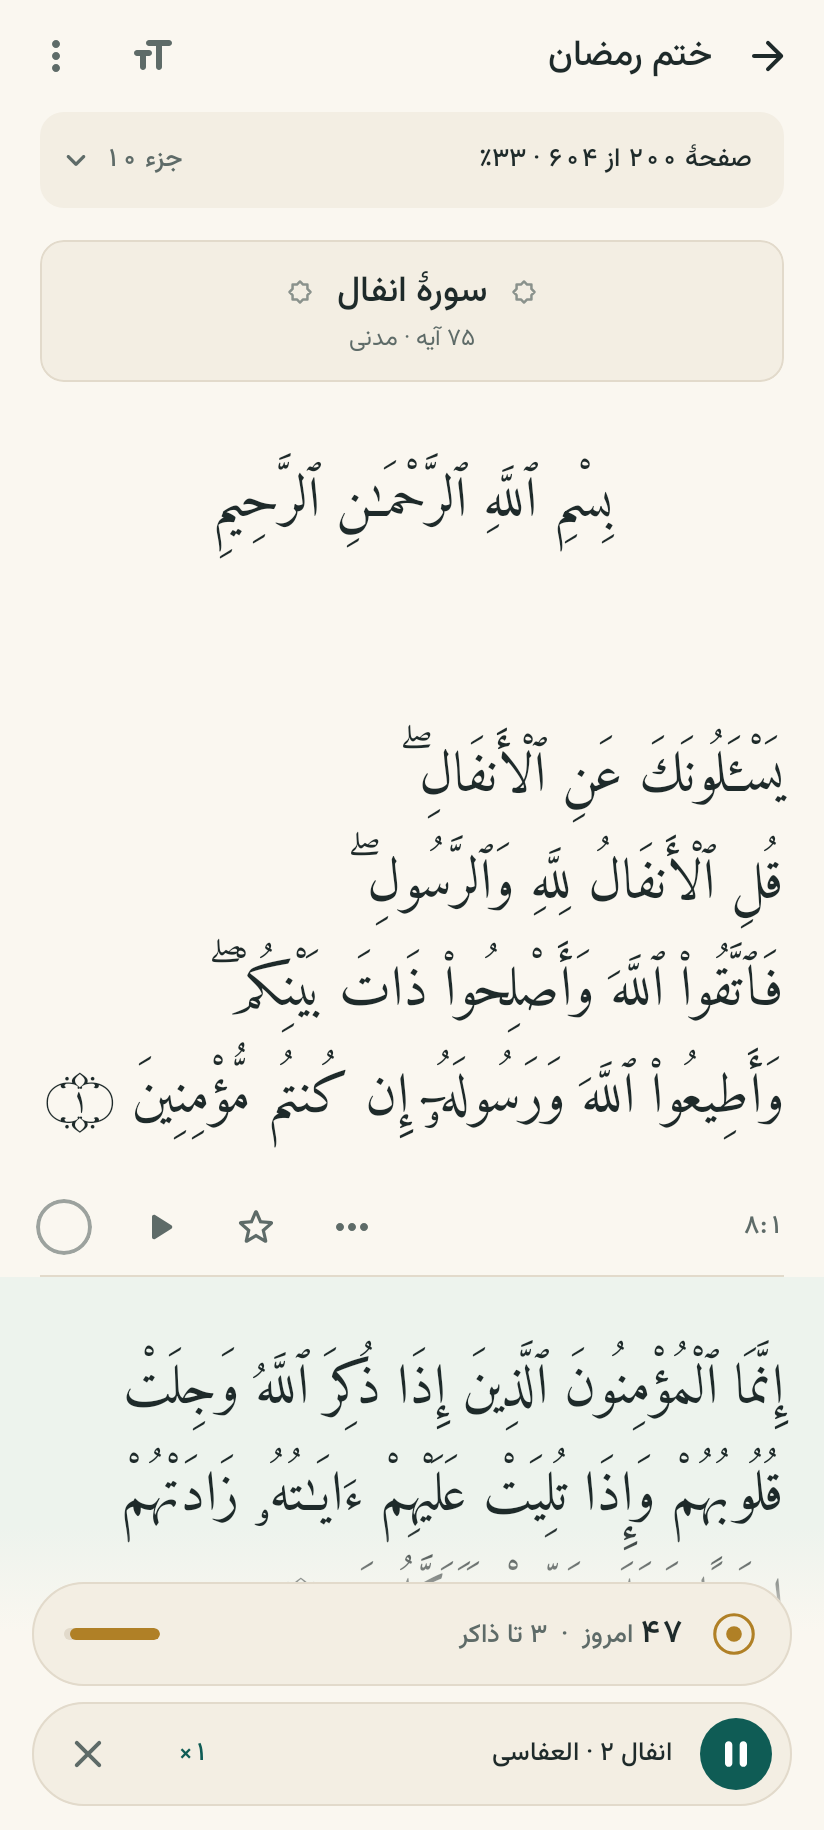 ختم رمضان
صفحهٔ ۲۰۰ از ۶۰۴ · ۳۳٪ جزء ۱۰
سورهٔ انفال
۷۵ آیه · مدنی
بِسْمِ ٱللَّهِ ٱلرَّحْمَـٰنِ ٱلرَّحِيمِ
يَسْـَٔلُونَكَ عَنِ ٱلْأَنفَالِ ۖ
قُلِ ٱلْأَنفَالُ لِلَّهِ وَٱلرَّسُولِ ۖ
فَٱتَّقُوا۟ ٱللَّهَ وَأَصْلِحُوا۟ ذَاتَ بَيْنِكُمْ ۖ
وَأَطِيعُوا۟ ٱللَّهَ وَرَسُولَهُۥٓ إِن كُنتُم مُّؤْمِنِينَ ۝١
۸:۱
إِنَّمَا ٱلْمُؤْمِنُونَ ٱلَّذِينَ إِذَا ذُكِرَ ٱللَّهُ وَجِلَتْ
قُلُوبُهُمْ وَإِذَا تُلِيَتْ عَلَيْهِمْ ءَايَـٰتُهُۥ زَادَتْهُمْ
۴۷ امروز · ۳ تا ذاکر
انفال ۲ · العفاسی ۱×